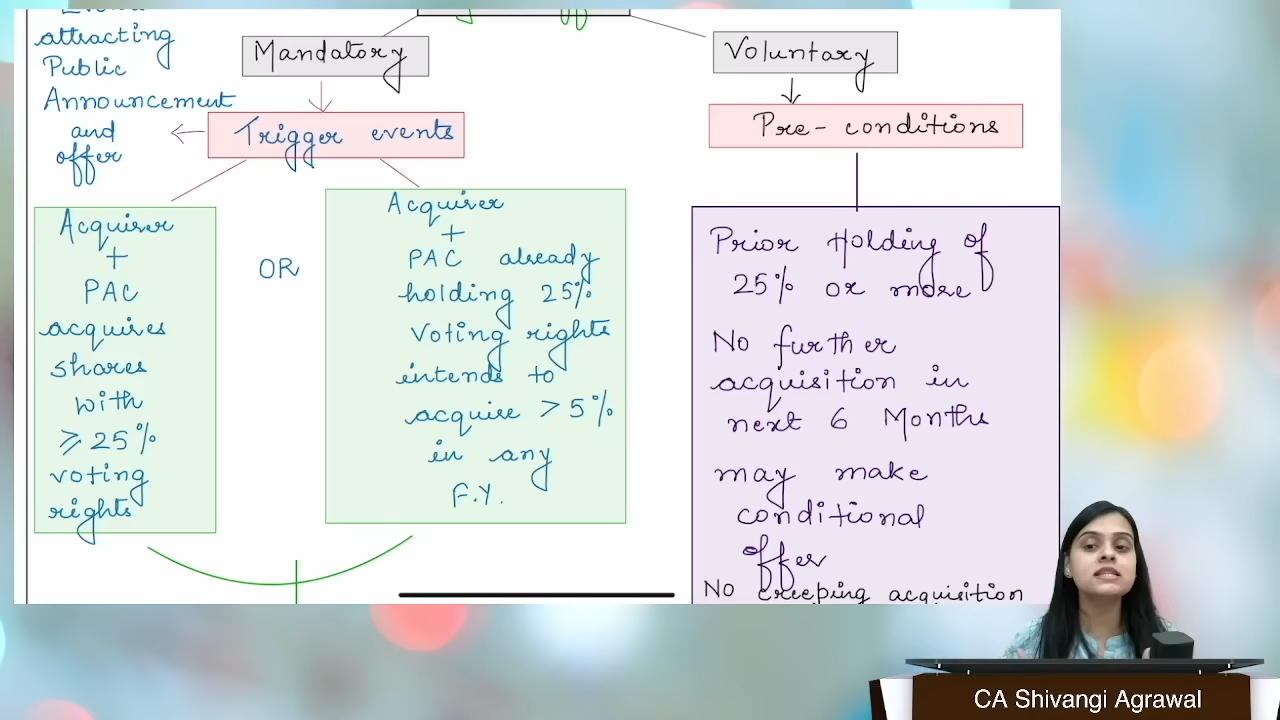 attracting
Public
Announcement
and
offer
Mandatory
Trigger events
Acquirer
+
PAC
acquires
shares
with
≥ 25%
voting
rights
OR
Acquirer
+
PAC already
holding 25%
Voting rights
intends to
acquire > 5%
in any
F.Y.
Voluntary
Pre-conditions
Prior Holding of
25% or more
No further
acquisition in
next 6 Months
may make
conditional
offer
No creeping acquisition
CA Shivangi Agrawal